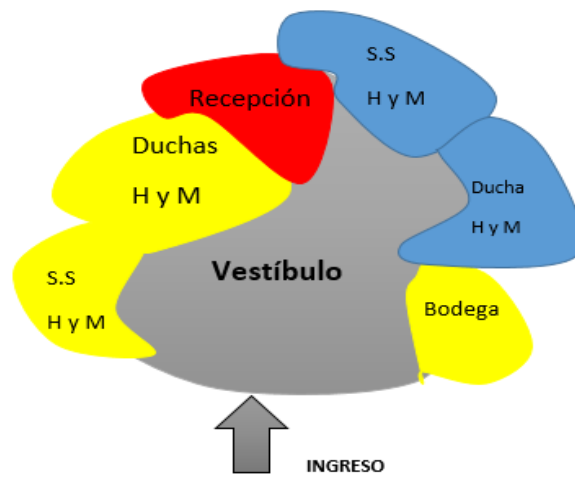 S.S
H y M
Recepción
Duchas
H y M
Ducha
H y M
Vestíbulo
S.S
H y M
Bodega
INGRESO